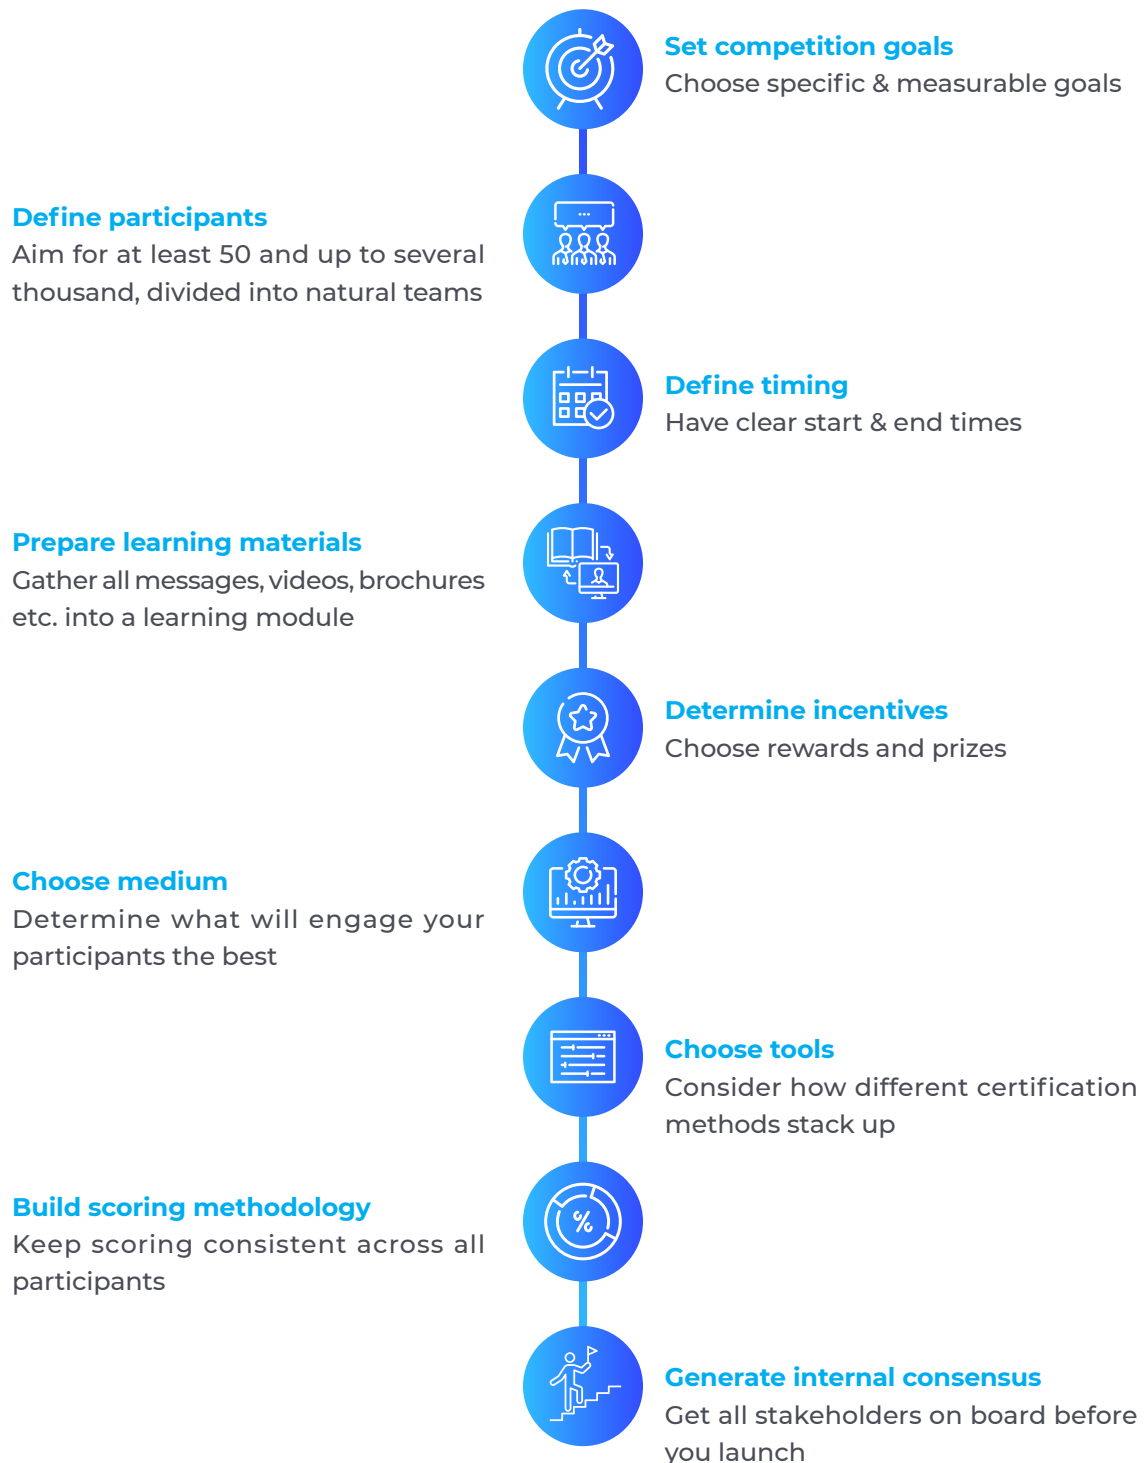 Set competition goals
Choose specific & measurable goals
Define participants
Aim for at least 50 and up to several
thousand, divided into natural teams
Define timing
Have clear start & end times
Prepare learning materials
Gather all messages, videos, brochures
etc. into a learning module
Determine incentives
Choose rewards and prizes
Choose medium
Determine what will engage your
participants the best
Choose tools
Consider how different certification
methods stack up
Build scoring methodology
Keep scoring consistent across all
participants
%
Generate internal consensus
Get all stakeholders on board before
you launch